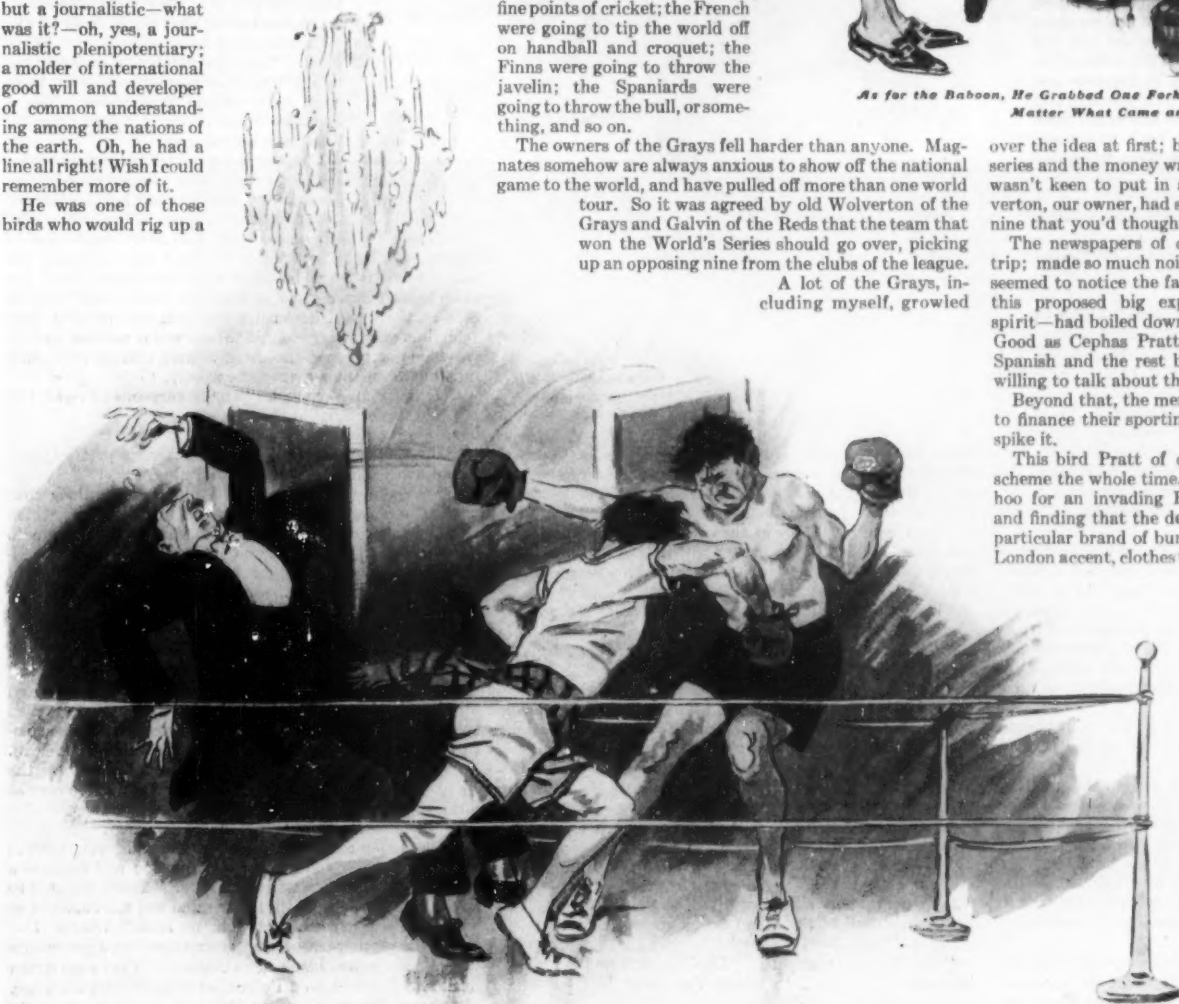 but a journalistic—what
was it?—oh, yes, a jour-
nalistic plenipotentiary;
a molder of international
good will and developer
of common understand-
ing among the nations of
the earth. Oh, he had a
line all right! Wish I could
remember more of it.
He was one of those
birds who would rig up a
fine points of cricket; the French
were going to tip the world off
on handball and croquet; the
Finns were going to throw the
javelin; the Spaniards were
going to throw the bull, or some-
thing, and so on.
The owners of the Grays fell harder than anyone. Mag-
nates somehow are always anxious to show off the national
game to the world, and have pulled off more than one world
tour. So it was agreed by old Wolverton of the
Grays and Galvin of the Reds that the team that
won the World's Series should go over, picking
up an opposing nine from the clubs of the league.
A lot of the Grays, in-
cluding myself, growled
As for the Baboon, He Grabbed One Fork
Matter What Came
over the idea at first; b
series and the money w
wasn't keen to put in
verton, our owner, had s
nine that you'd though
The newspapers of
trip; made so much noi
seemed to notice the fa
this proposed big exp
spirit—had boiled down
Good as Cephas Pratt
Spanish and the rest b
willing to talk about th
Beyond that, the mer
to finance their sportin
spike it.
This bird Pratt of
scheme the whole time.
hoo for an invading
and finding that the de
particular brand of bun
London accent, clothes